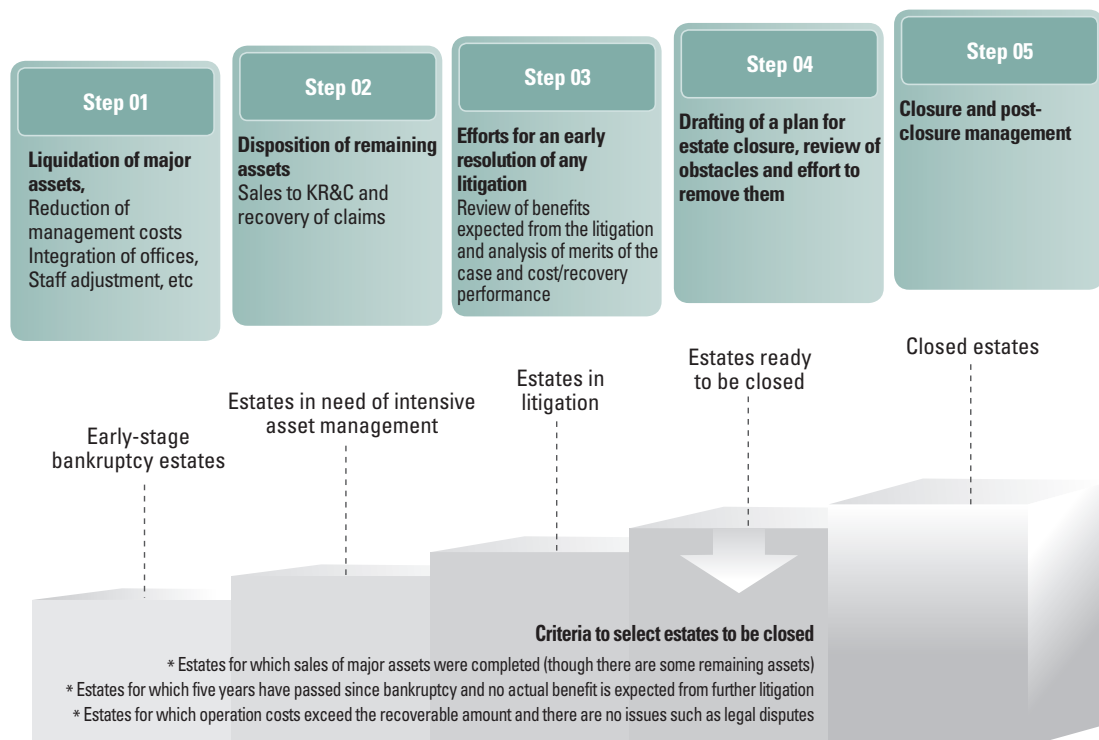 Step 01
Liquidation of major
assets,
Reduction of
management costs
Integration of offices,
Staff adjustment, etc
Step 02
Disposition of remaining
assets
Sales to KR&C and
recovery of claims
Step 03
Efforts for an early
resolution of any
litigation
Review of benefits
expected from the litigation
and analysis of merits of the
case and cost/recovery
performance
Step 04
Drafting of a plan for
estate closure, review of
obstacles and effort to
remove them
Step 05
Closure and post-
closure management
Early-stage
bankruptcy estates
Estates in need of intensive
asset management
Estates in
litigation
Estates ready
to be closed
Closed estates
Criteria to select estates to be closed
* Estates for which sales of major assets were completed (though there are some remaining assets)
* Estates for which five years have passed since bankruptcy and no actual benefit is expected from further litigation
* Estates for which operation costs exceed the recoverable amount and there are no issues such as legal disputes